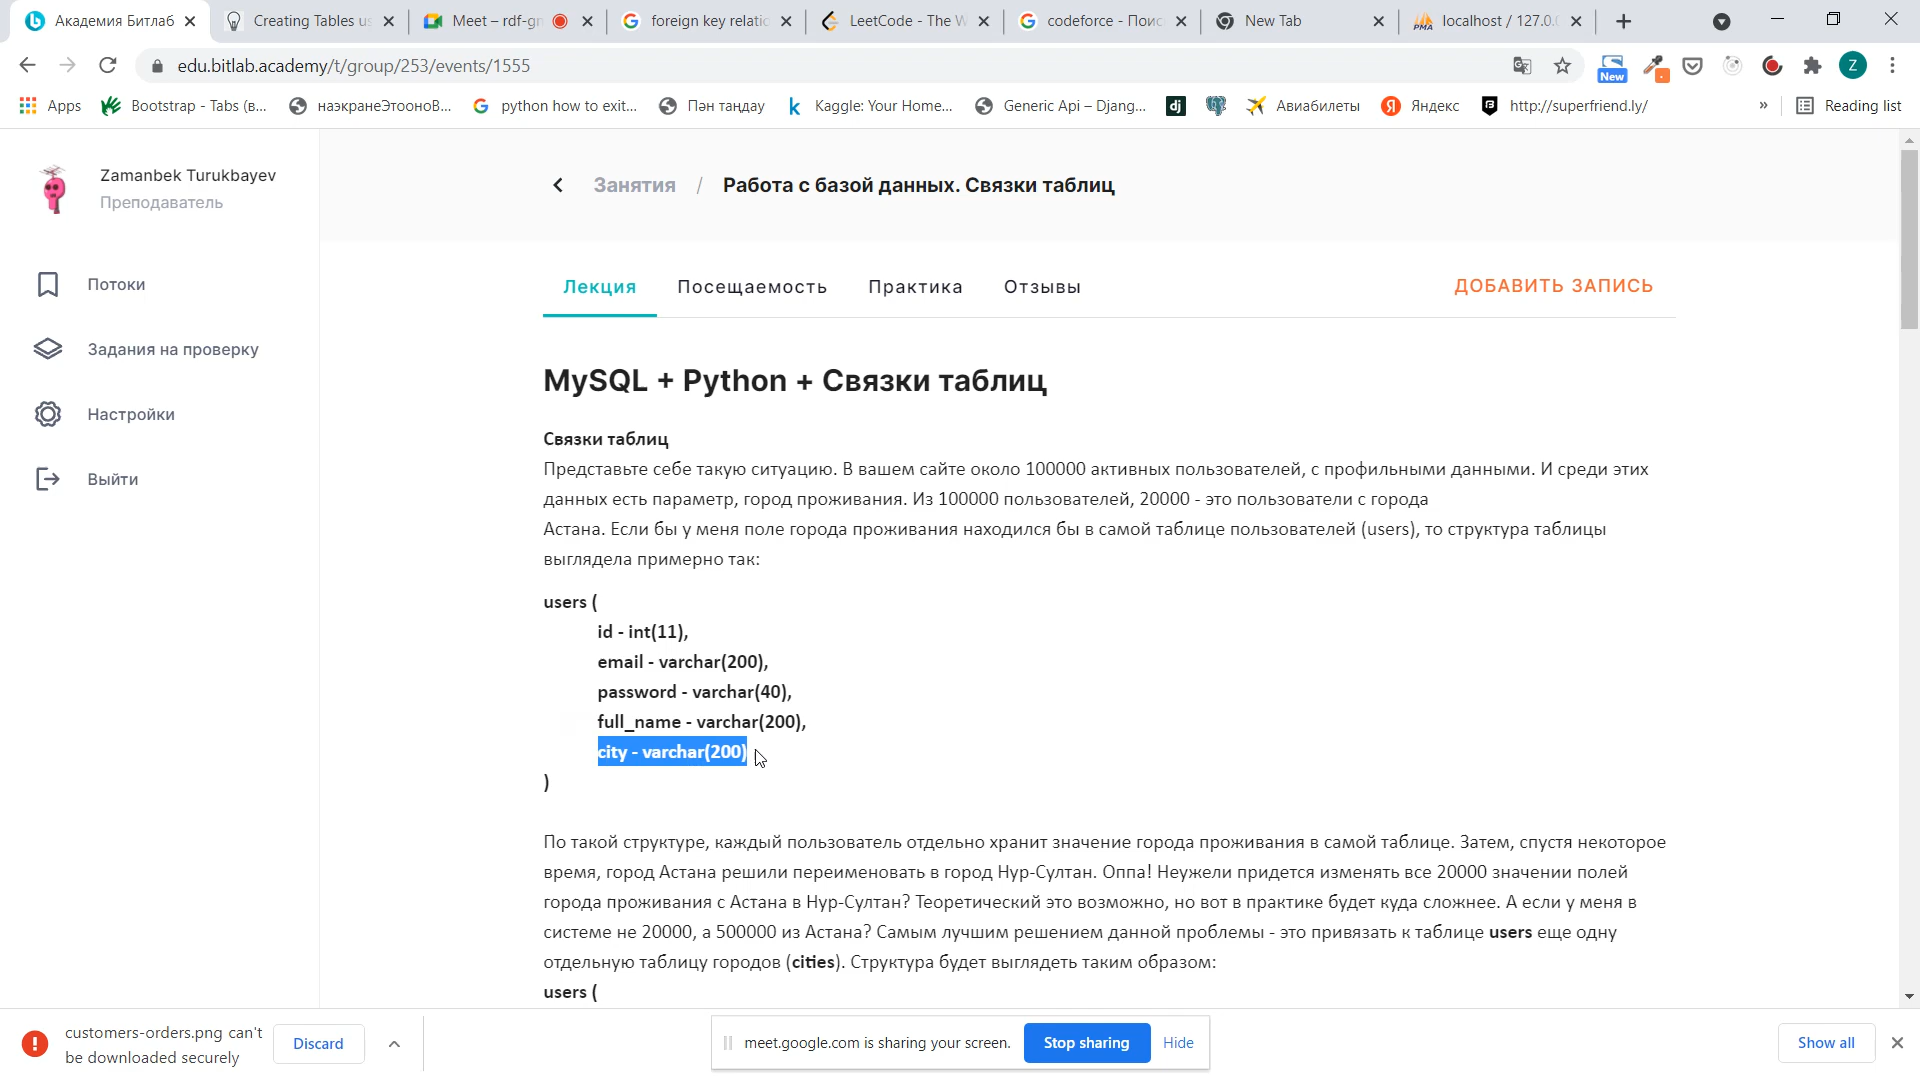 Академия Битлаб
Creating Tables us
Meet – rdf-gn
foreign key relatic
LeetCode - The W
codeforce - Поис
New Tab
localhost / 127.0.0
edu.bitlab.academy/t/group/253/events/1555
New
Z
Apps
Bootstrap - Tabs (в...
наэкранеЭтооноВ...
python how to exit...
Пән таңдау
Kaggle: Your Home...
Generic Api – Djang...
dj
Авиабилеты
Яндекс
http://superfriend.ly/
»
Reading list
Zamanbek Turukbayev
Преподаватель
Потоки
Задания на проверку
Настройки
Выйти
Занятия / Работа с базой данных. Связки таблиц
Лекция Посещаемость Практика Отзывы ДОБАВИТЬ ЗАПИСЬ
MySQL + Python + Связки таблиц
Связки таблиц
Представьте себе такую ситуацию. В вашем сайте около 100000 активных пользователей, с профильными данными. И среди этих
данных есть параметр, город проживания. Из 100000 пользователей, 20000 - это пользователи с города
Астана. Если бы у меня поле города проживания находился бы в самой таблице пользователей (users), то структура таблицы
выглядела примерно так:
users (
id - int(11),
email - varchar(200),
password - varchar(40),
full_name - varchar(200),
city - varchar(200)
)
По такой структуре, каждый пользователь отдельно хранит значение города проживания в самой таблице. Затем, спустя некоторое
время, город Астана решили переименовать в город Нур-Султан. Оппа! Неужели придется изменять все 20000 значении полей
города проживания с Астана в Нур-Султан? Теоретический это возможно, но вот в практике будет куда сложнее. А если у меня в
системе не 20000, а 500000 из Астана? Самым лучшим решением данной проблемы - это привязать к таблице users еще одну
отдельную таблицу городов (cities). Структура будет выглядеть таким образом:
users (
customers-orders.png can't
be downloaded securely
Discard
meet.google.com is sharing your screen.
Stop sharing
Hide
Show all